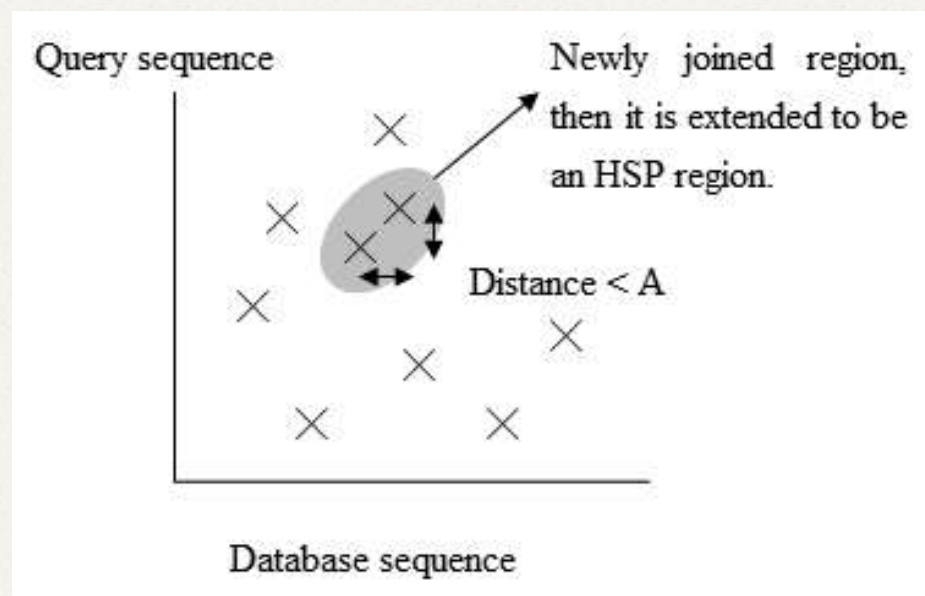 Query sequence
Newly joined region,
then it is extended to be
an HSP region.
Distance < A
Database sequence